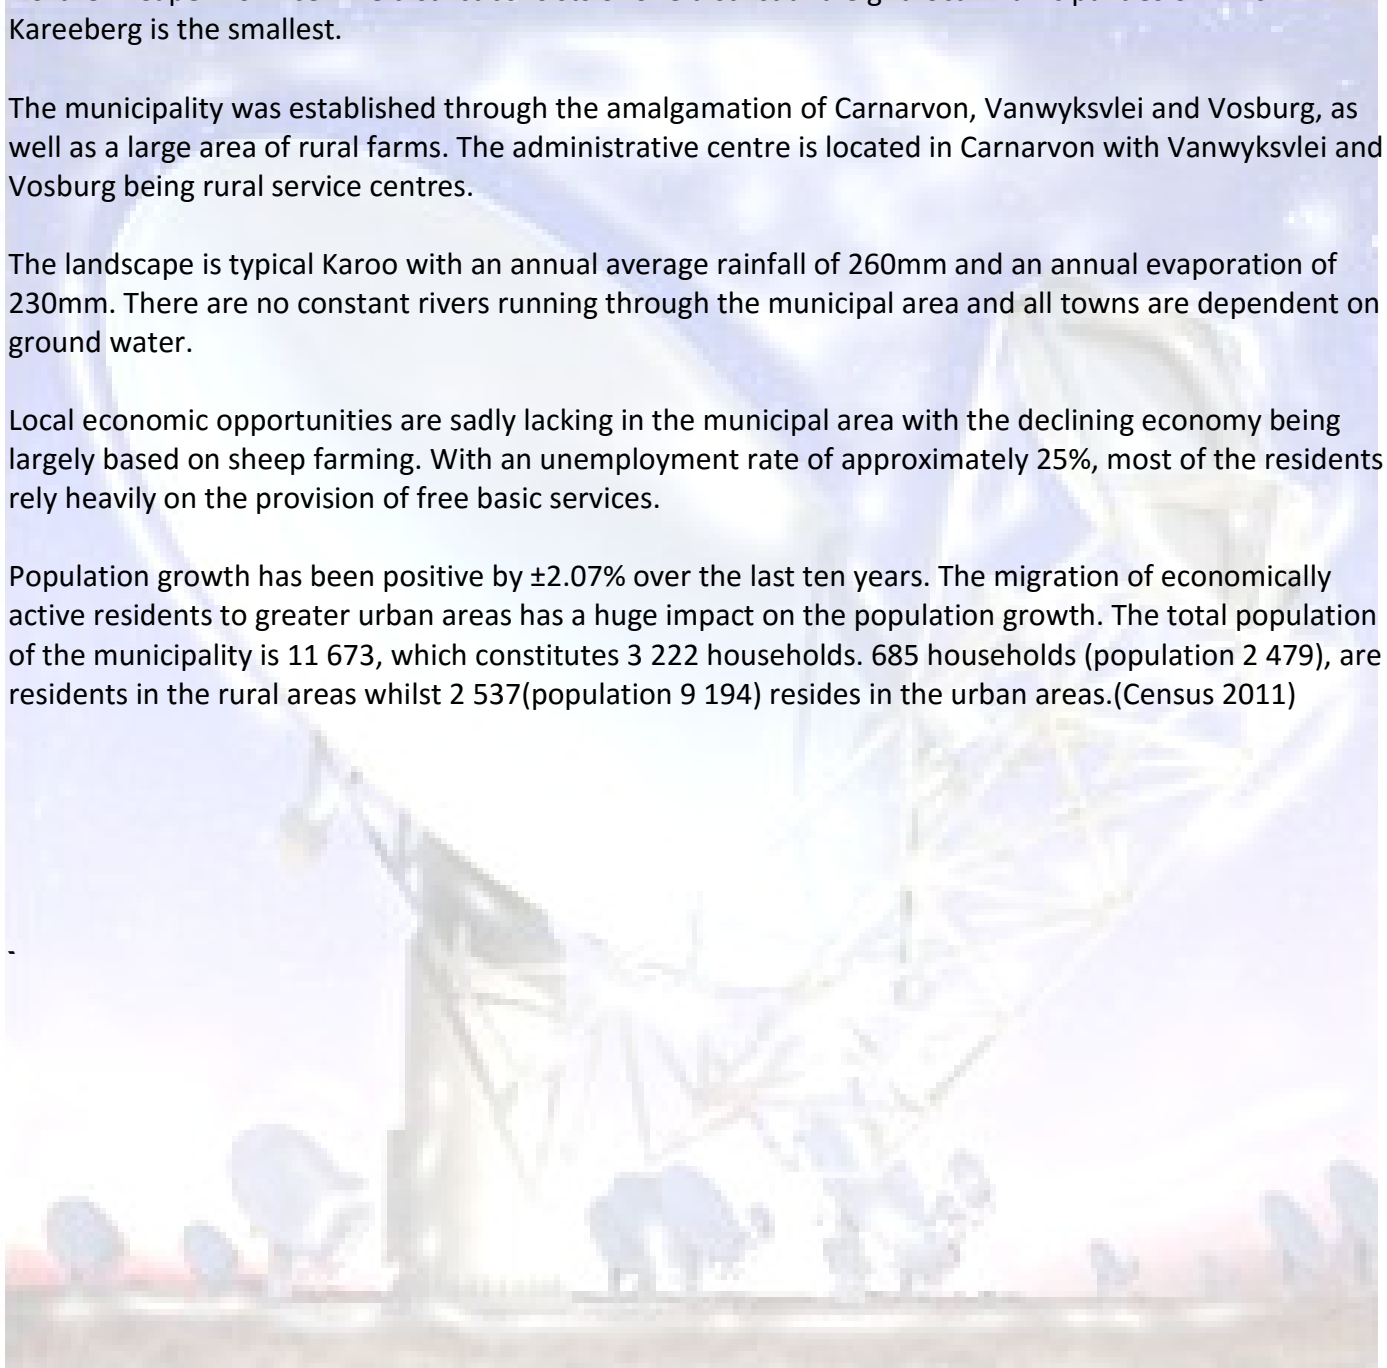 Kareeberg is the smallest.
The municipality was established through the amalgamation of Carnarvon, Vanwyksvlei and Vosburg, as
well as a large area of rural farms. The administrative centre is located in Carnarvon with Vanwyksvlei and
Vosburg being rural service centres.
The landscape is typical Karoo with an annual average rainfall of 260mm and an annual evaporation of
230mm. There are no constant rivers running through the municipal area and all towns are dependent on
ground water.
Local economic opportunities are sadly lacking in the municipal area with the declining economy being
largely based on sheep farming. With an unemployment rate of approximately 25%, most of the residents
rely heavily on the provision of free basic services.
Population growth has been positive by ±2.07% over the last ten years. The migration of economically
active residents to greater urban areas has a huge impact on the population growth. The total population
of the municipality is 11 673, which constitutes 3 222 households. 685 households (population 2 479), are
residents in the rural areas whilst 2 537(population 9 194) resides in the urban areas.(Census 2011)